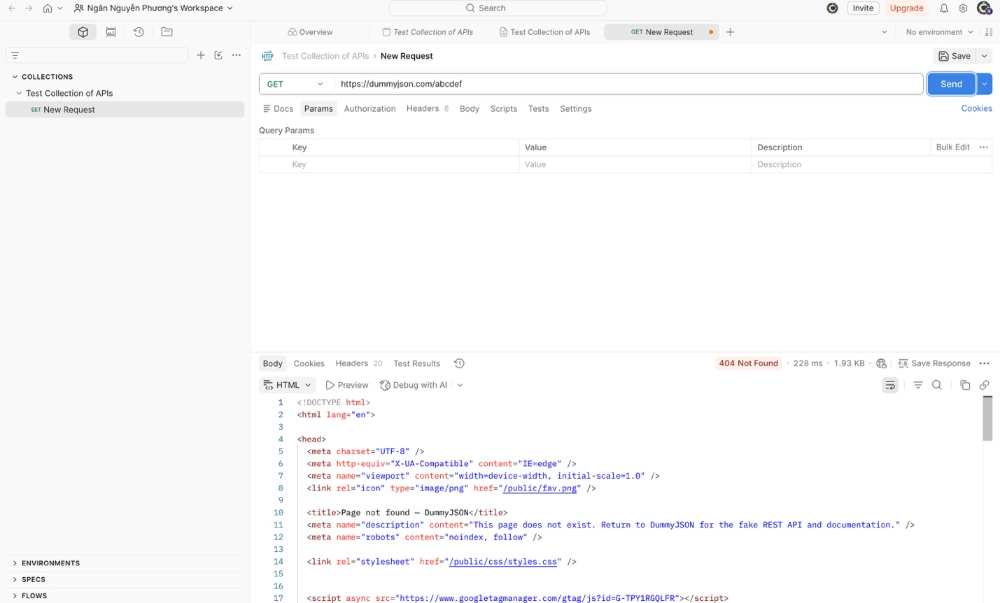 Ngân Nguyễn Phương's Workspace
Search
Invite
Upgrade
Overview
Test Collection of APIs
Test Collection of APIs
GET New Request
No environment
HTTP Test Collection of APIs > New Request
Save
COLLECTIONS
Test Collection of APIs
GET New Request
GET
https://dummyjson.com/abcdef
Send
Docs
Params
Authorization
Headers 6
Body
Scripts
Tests
Settings
Cookies
Query Params
Key Value Description Bulk Edit
Key Value Description
Body
Cookies
Headers 20
Test Results
404 Not Found • 228 ms • 1.93 KB
e.g. Save Response
HTML
Preview
Debug with AI
1 <!DOCTYPE html>
2 <html lang="en">
3
4 <head>
5 <meta charset="UTF-8" />
6 <meta http-equiv="X-UA-Compatible" content="IE=edge" />
7 <meta name="viewport" content="width=device-width, initial-scale=1.0" />
8 <link rel="icon" type="image/png" href="/public/fav.png" />
9
10 <title>Page not found — DummyJSON</title>
11 <meta name="description" content="This page does not exist. Return to DummyJSON for the fake REST API and documentation." />
12 <meta name="robots" content="noindex, follow" />
13
14 <link rel="stylesheet" href="/public/css/styles.css" />
15
16
17 <script async src="https://www.googletagmanager.com/gtag/js?id=G-TPY1RGQLFR"></script>
ENVIRONMENTS
SPECS
FLOWS